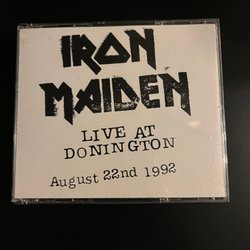 IRON
MAIDEN
LIVE AT
DONINGTON
August 22nd 1992